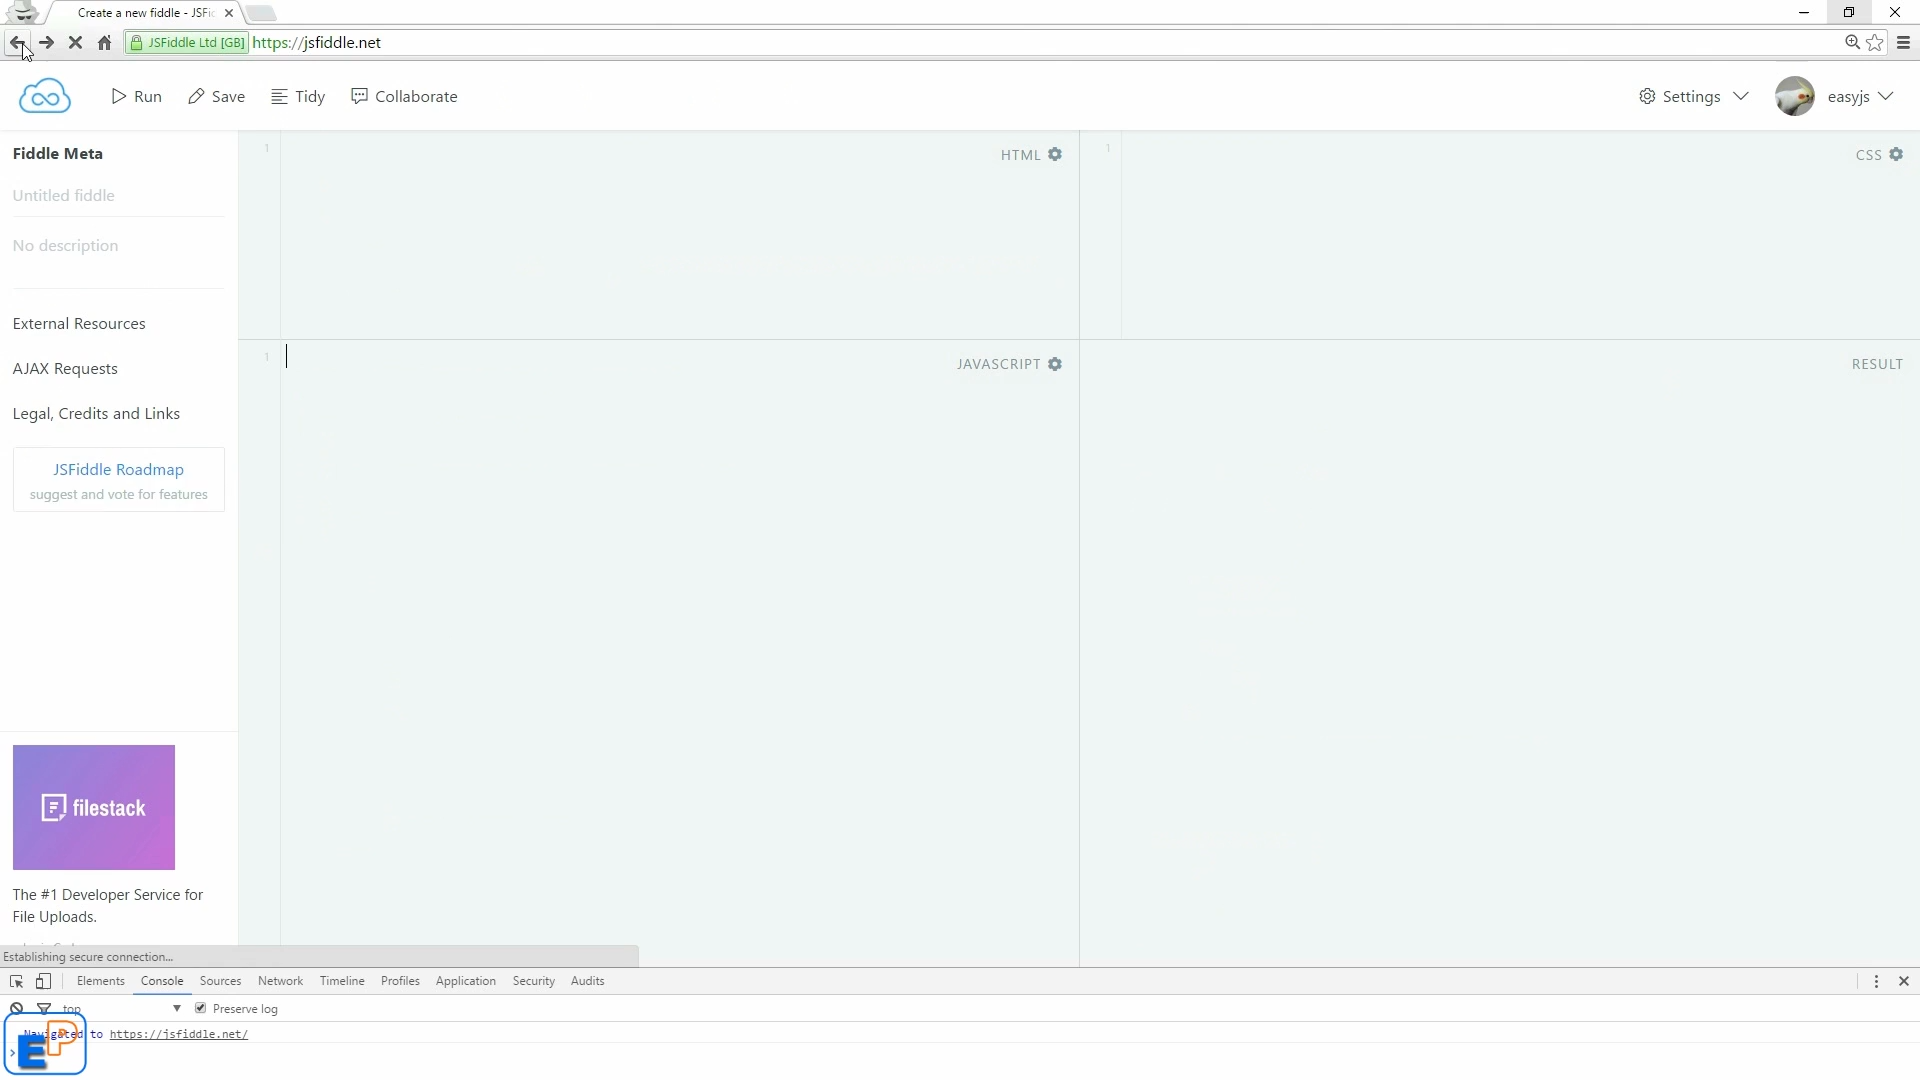 Create a new fiddle - JSFi
JSFiddle Ltd [GB] https://jsfiddle.net
Run Save Tidy Collaborate Settings easyjs
Fiddle Meta
Untitled fiddle
No description
External Resources
AJAX Requests
Legal, Credits and Links
JSFiddle Roadmap
suggest and vote for features
1 HTML
1 CSS
1 JAVASCRIPT
RESULT
filestack
The #1 Developer Service for
File Uploads.
Establishing secure connection...
Elements Console Sources Network Timeline Profiles Application Security Audits
top Preserve log
Navigated to https://jsfiddle.net/
EP